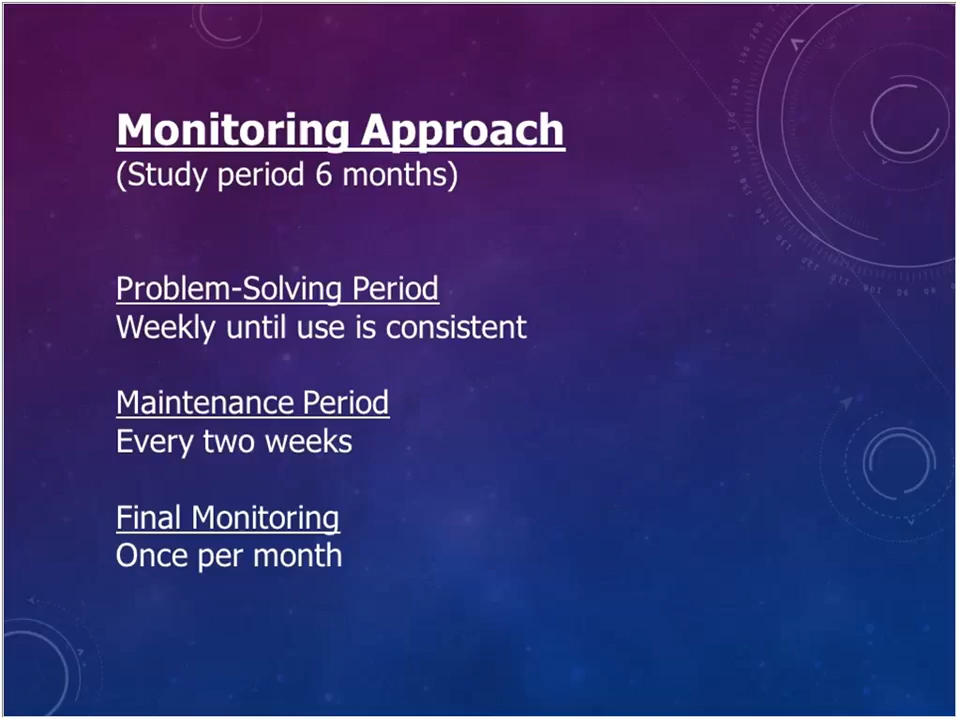 Monitoring Approach
(Study period 6 months)
Problem-Solving Period
Weekly until use is consistent
Maintenance Period
Every two weeks
Final Monitoring
Once per month